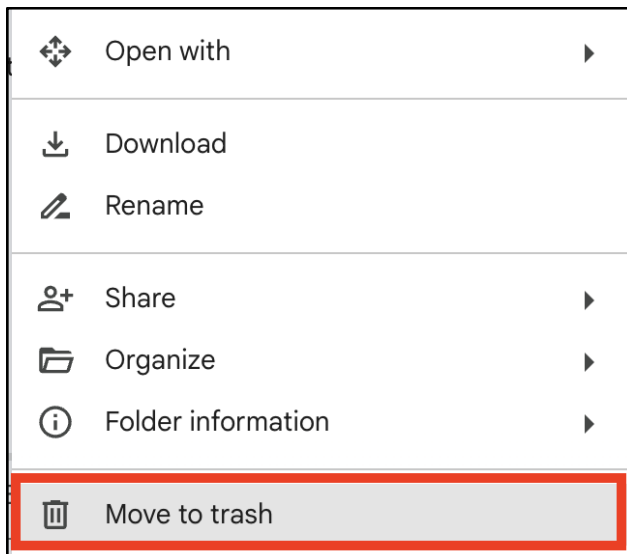 Open with
Download
Rename
Share
Organize
Folder information
Move to trash